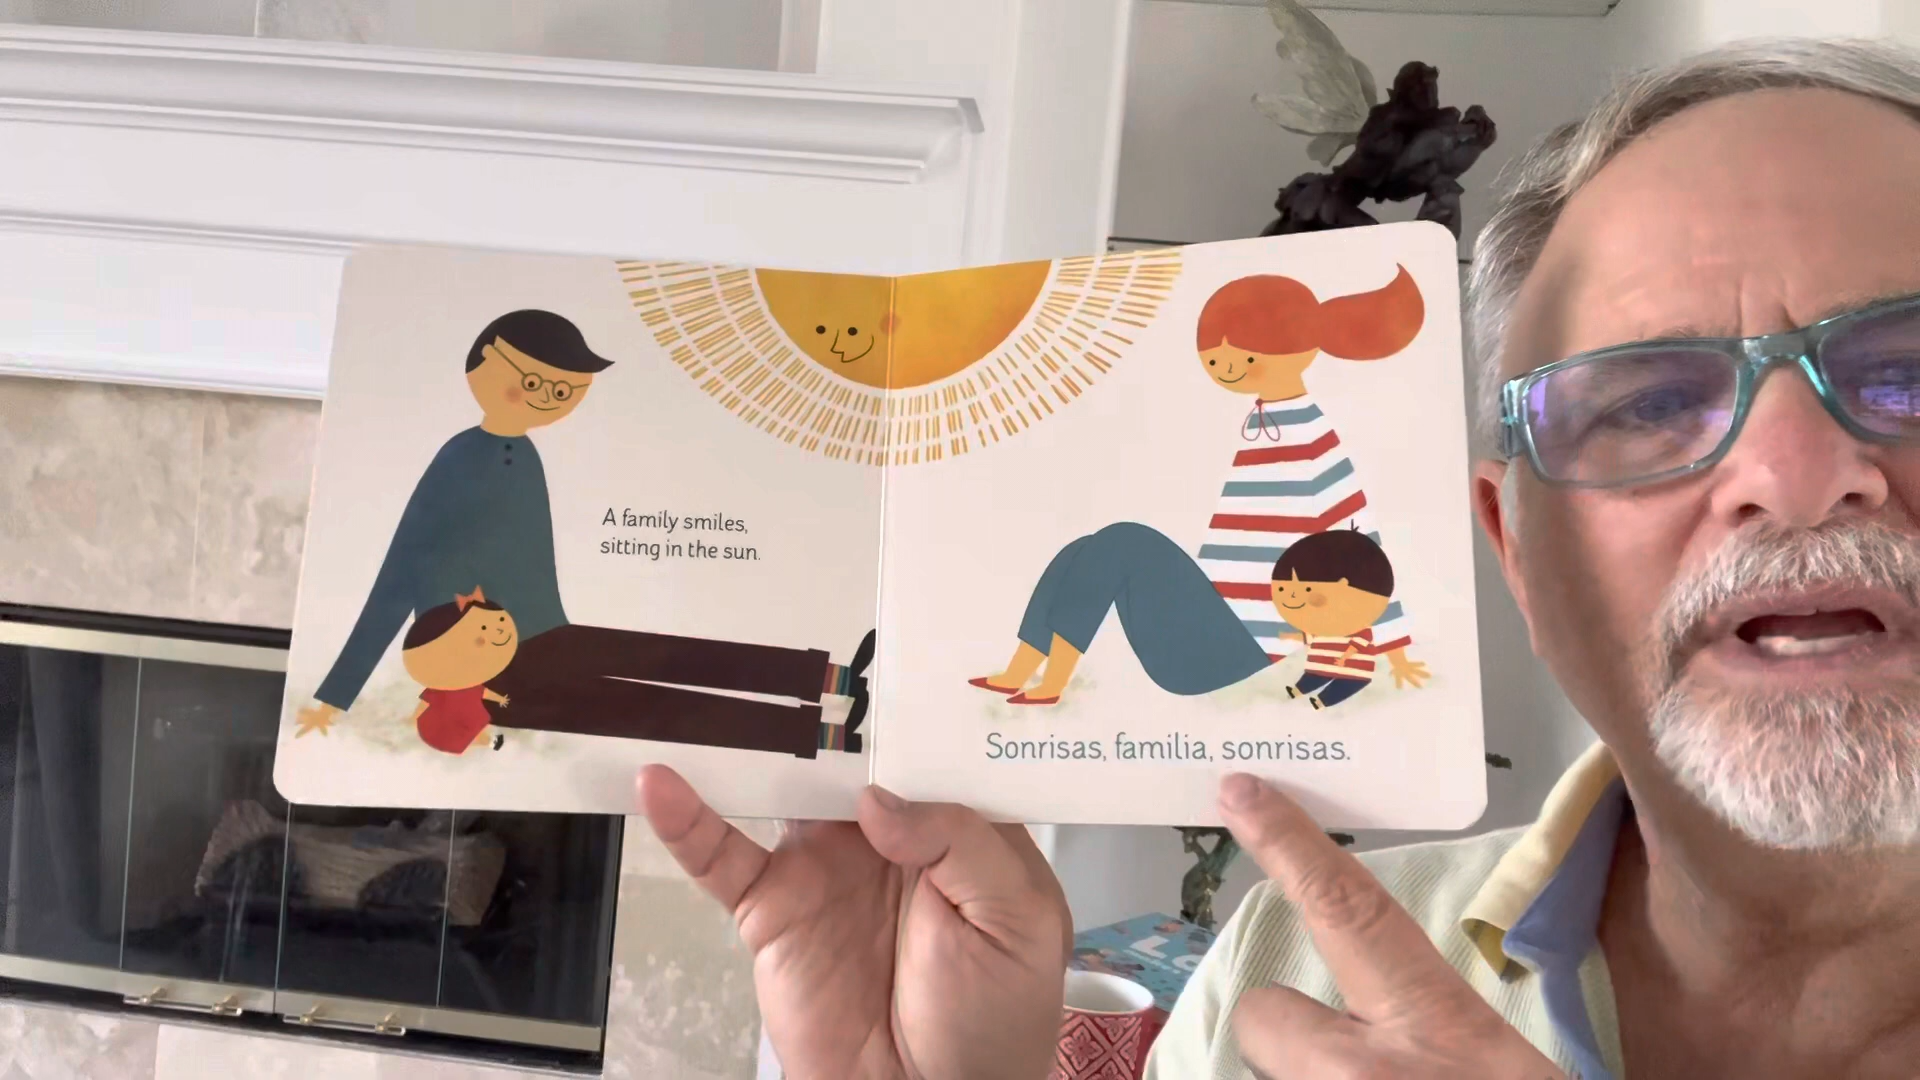 A family smiles,
sitting in the sun.
Sonrisas, familia, sonrisas.